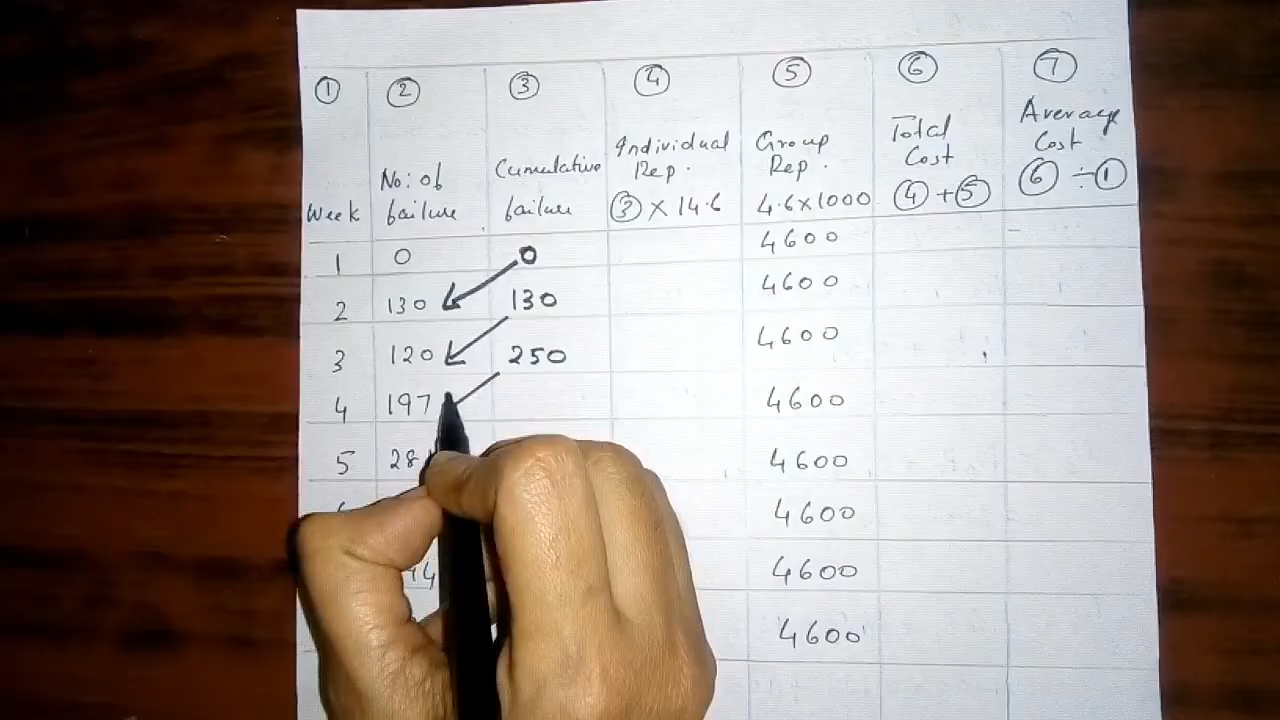 ① ② ③ ④ ⑤ ⑥ ⑦
Week No: of failure Cumulative failure Individual Rep. ③ × 14.6 Group Rep. 4.6×1000 Total Cost ④ + ⑤ Average Cost ⑥ ÷ ①
1 0 0 4600
2 130 130 4600
3 120 250 4600
4 197 4600
5 4600
4600
4600
4600